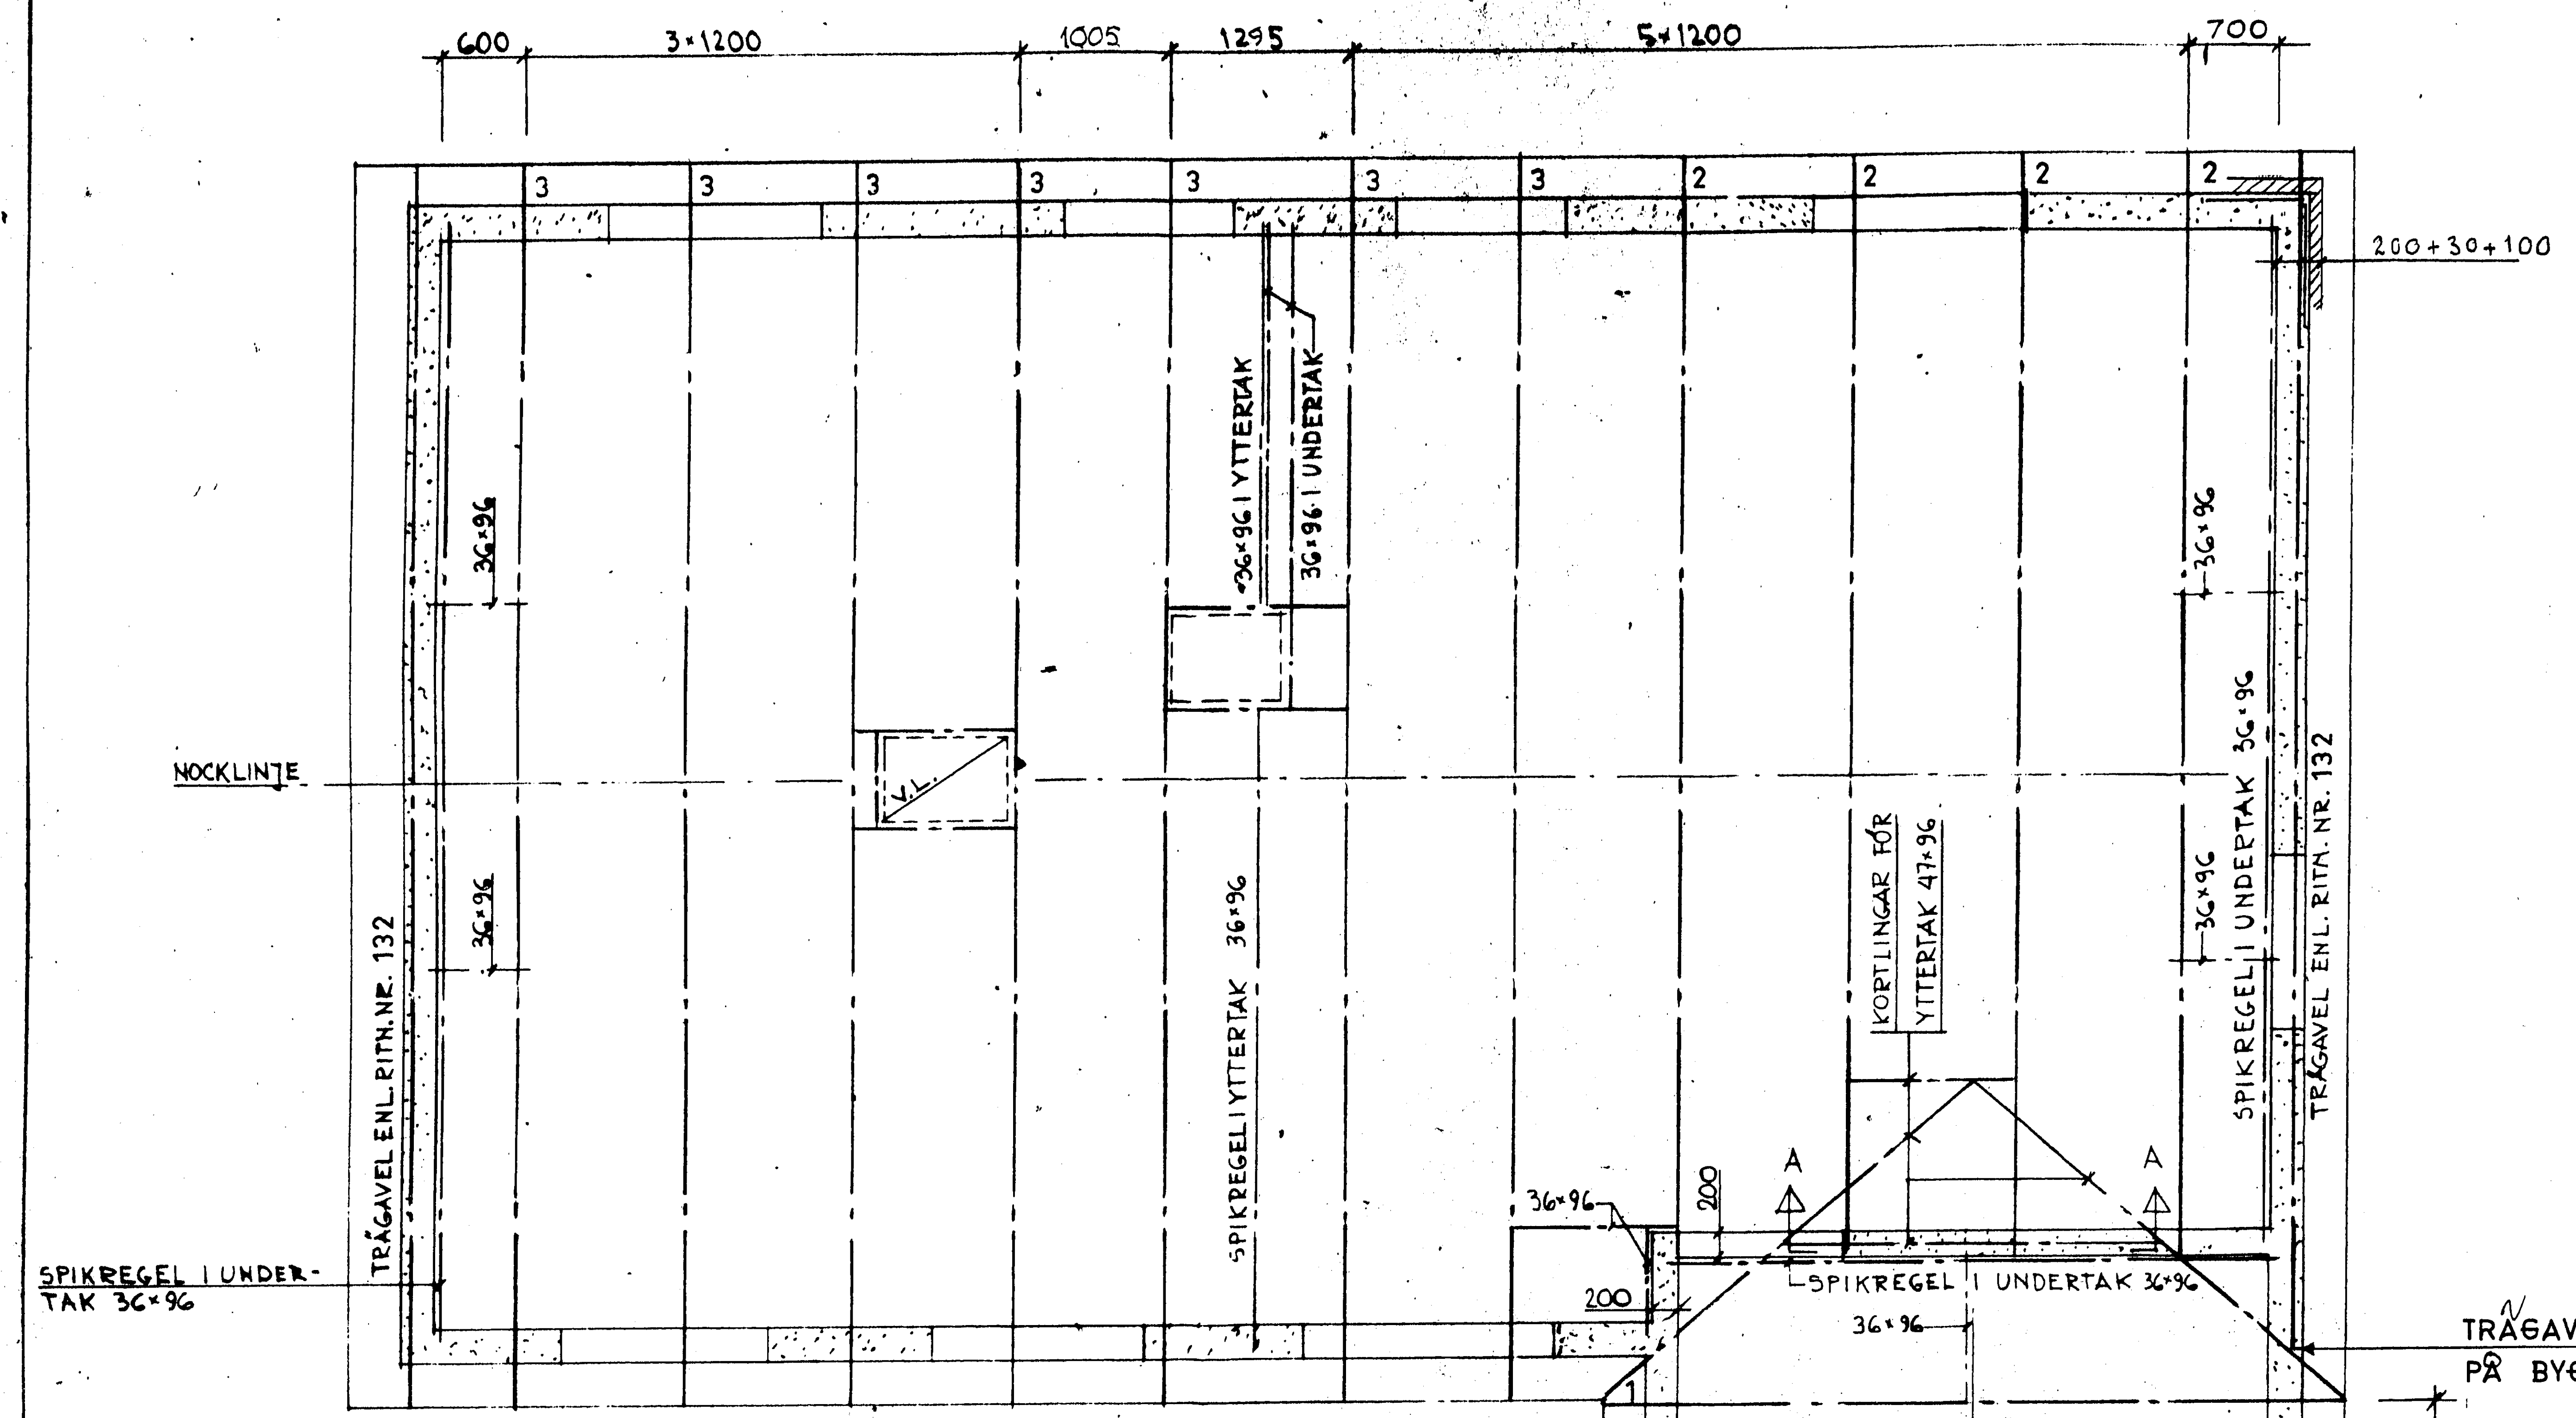 600 3×1200 1005 1295 5×1200 700
3 3 3 3 3 3 3 2 2 2 2
200+30+100
36×96 I YTTERTAK
36×96 I UNDERTAK
36×96
36×96
NOCKLINJE
V.L.
36×96
36×96
SPIKREGEL I UNDERTAK 36×96
TRÄGAVEL ENL. RITN. NR. 132
KORTLINGAR FÖR
YTTERTAK 47×96
TRÄGAVEL ENL. RITN. NR. 132
SPIKREGEL I YTTERTAK 36×96
A A
36×96
200
SPIKREGEL I UNDER-
TAK 36×96
SPIKREGEL I UNDERTAK 36×96
200
36×96
1
TRÄGAV
PÅ BYG